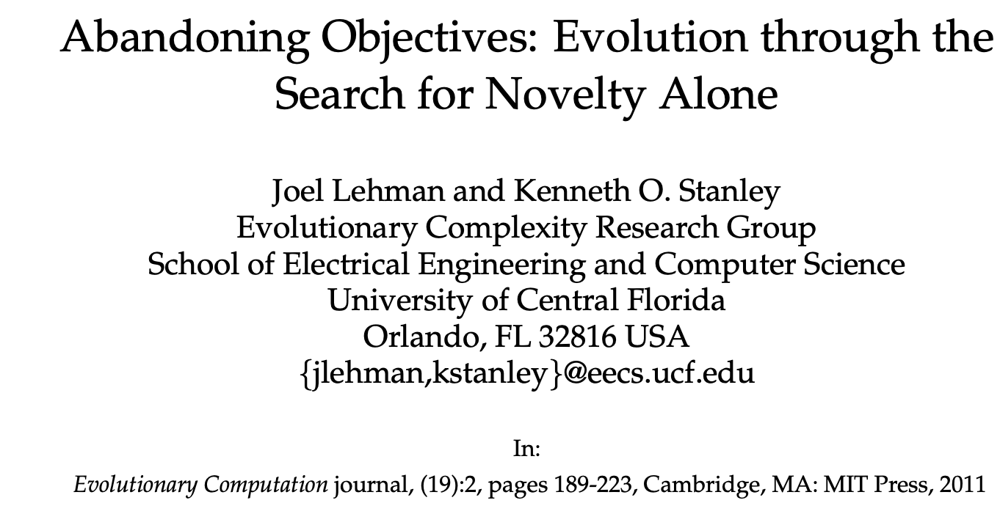 Abandoning Objectives: Evolution through the
Search for Novelty Alone
Joel Lehman and Kenneth O. Stanley
Evolutionary Complexity Research Group
School of Electrical Engineering and Computer Science
University of Central Florida
Orlando, FL 32816 USA
{jlehman,kstanley}@eecs.ucf.edu
In:
Evolutionary Computation journal, (19):2, pages 189-223, Cambridge, MA: MIT Press, 2011